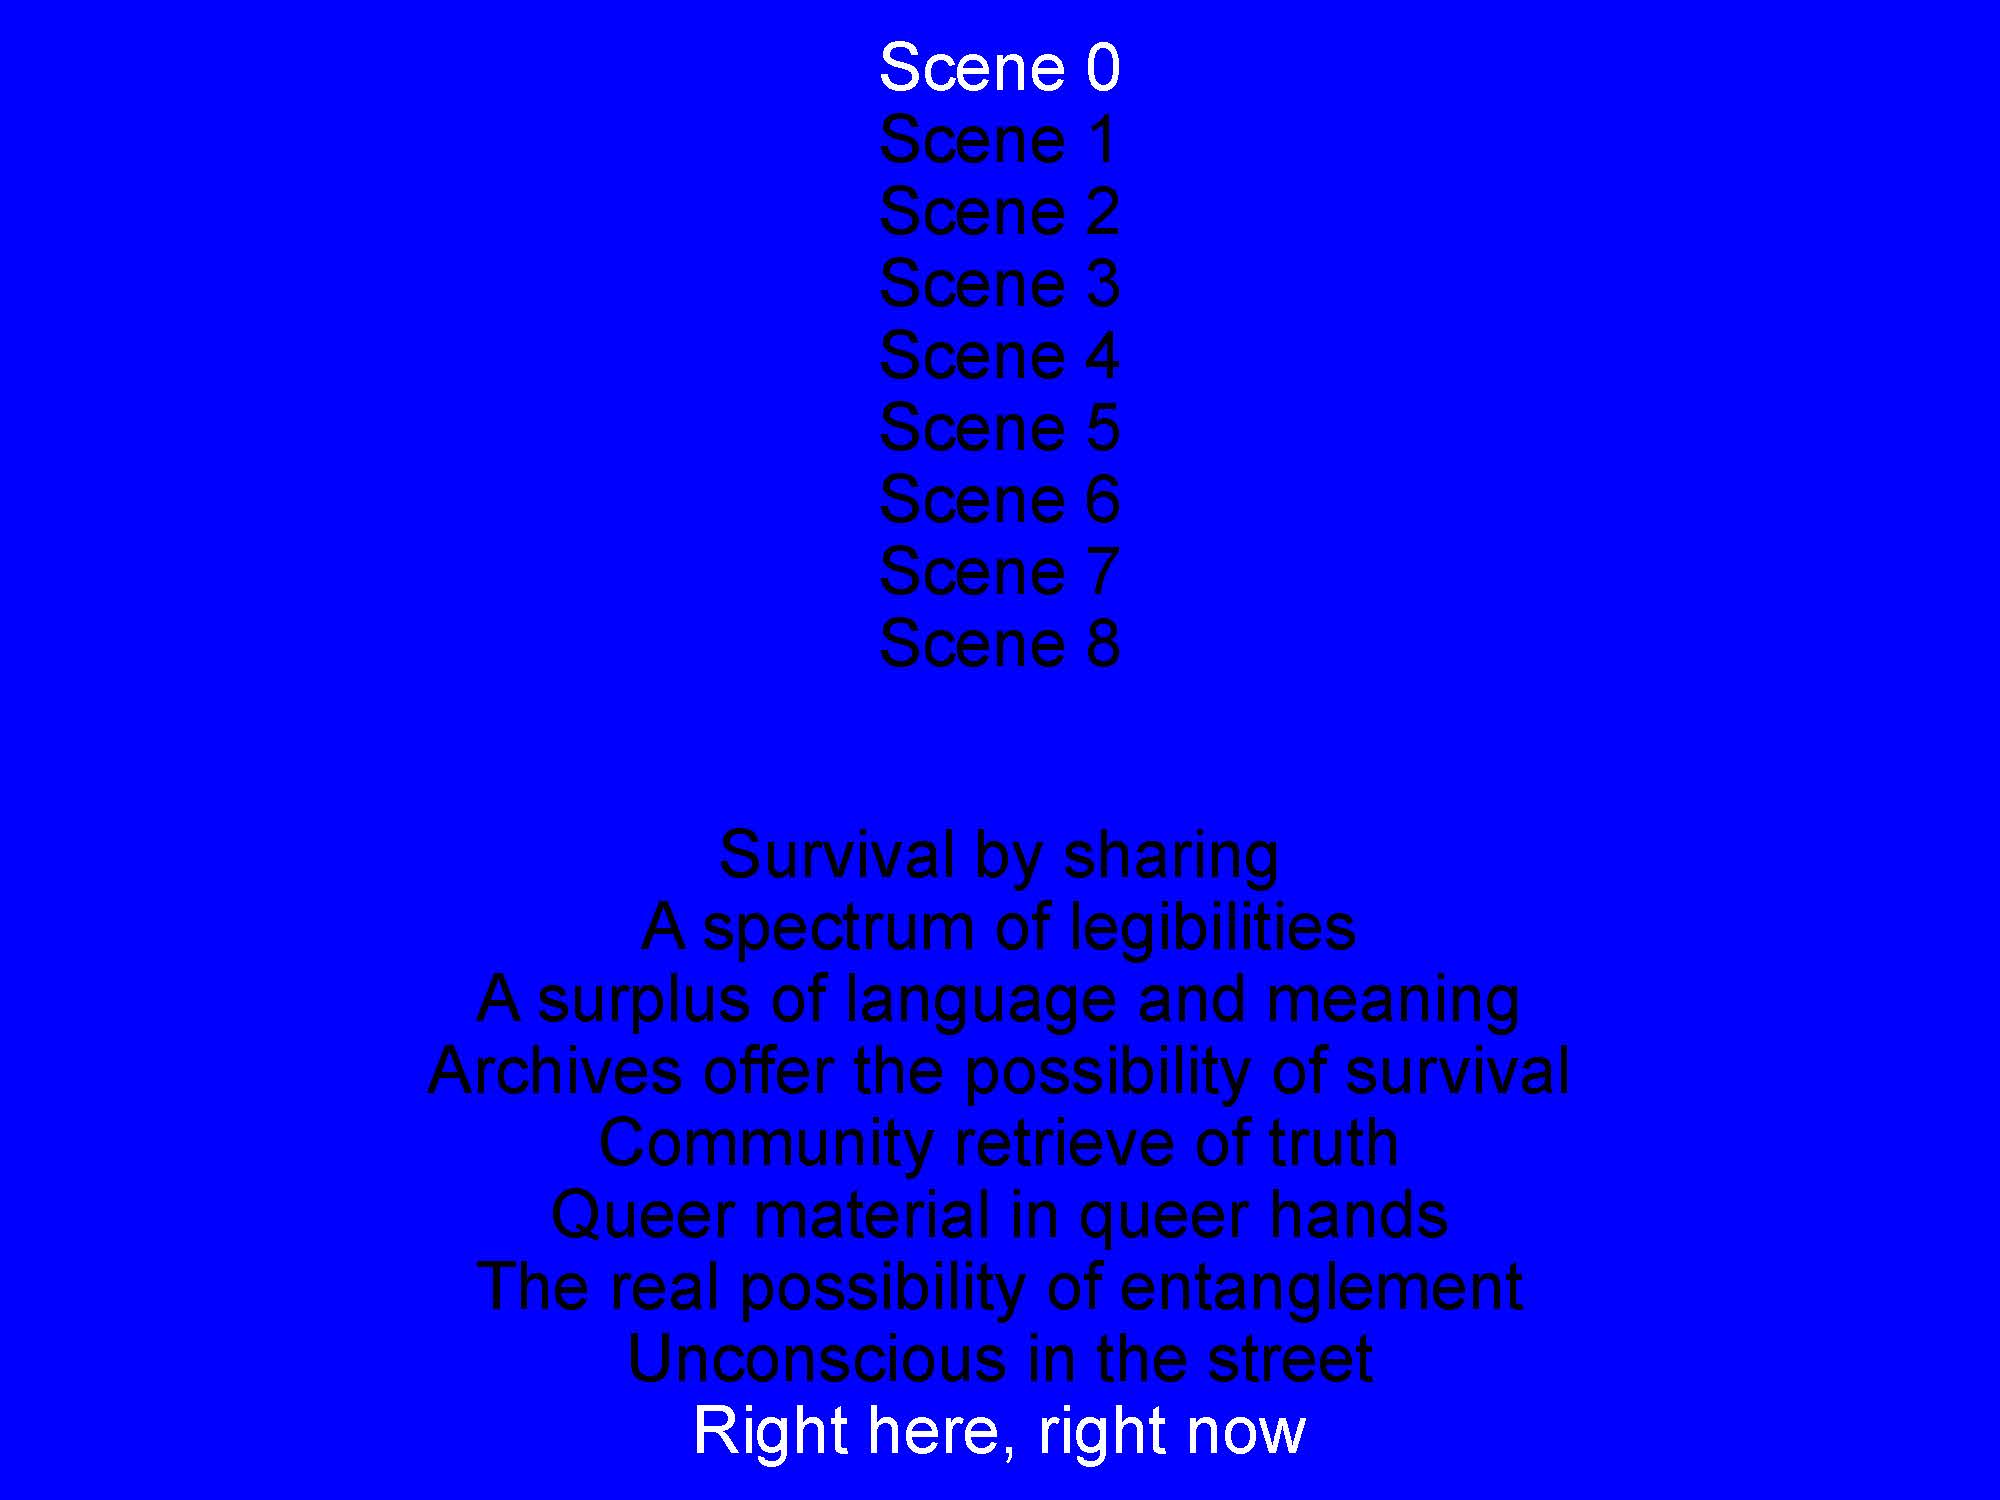 Scene 0
Scene 1
Scene 2
Scene 3
Scene 4
Scene 5
Scene 6
Scene 7
Scene 8
Survival by sharing
A spectrum of legibilities
A surplus of language and meaning
Archives offer the possibility of survival
Community retrieve of truth
Queer material in queer hands
The real possibility of entanglement
Unconscious in the street
Right here, right now